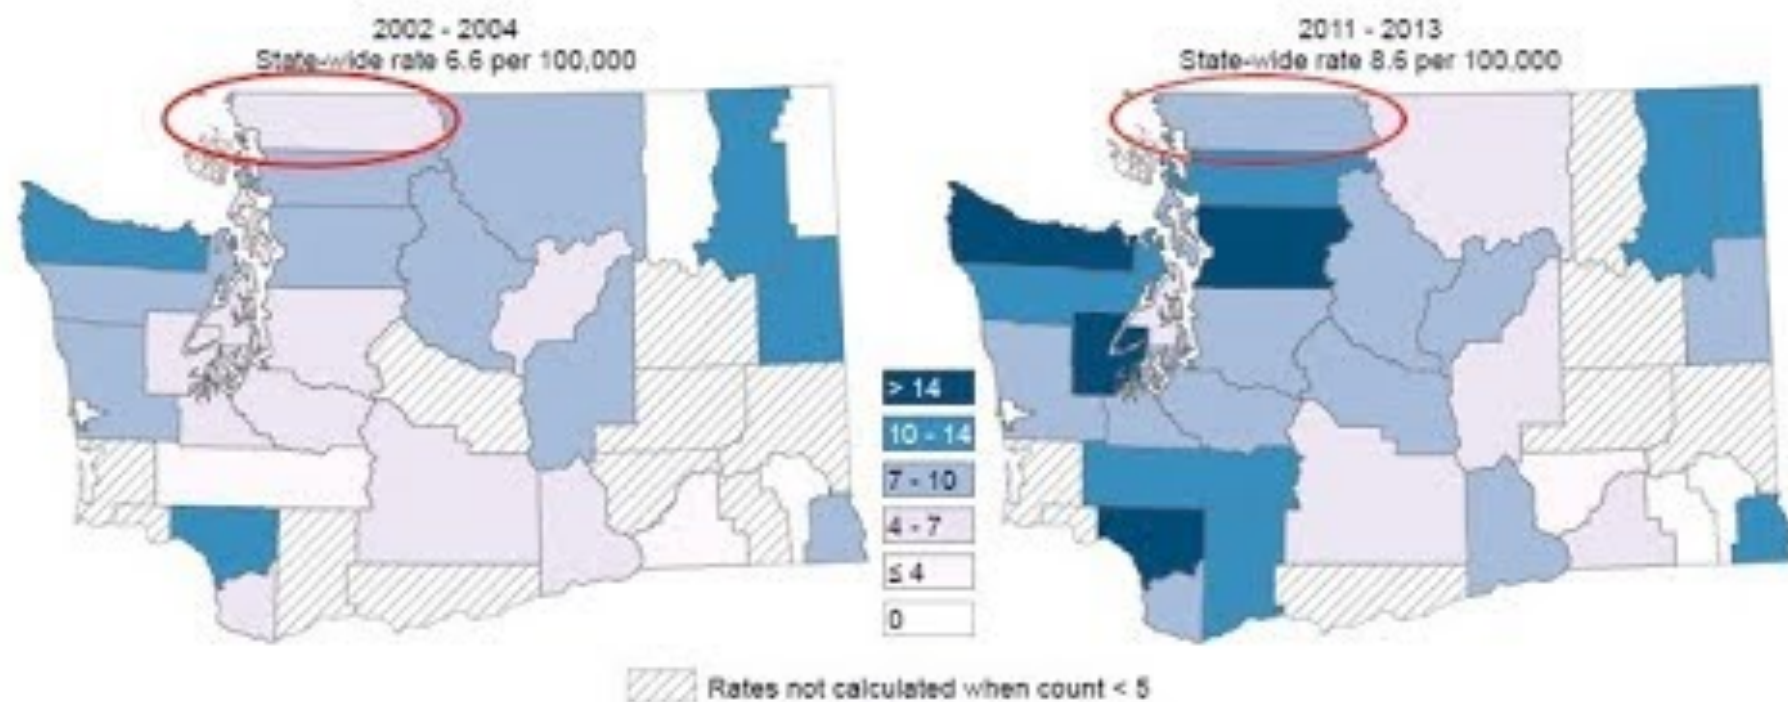 2002 - 2004
State-wide rate 6.6 per 100,000
2011 - 2013
State-wide rate 8.6 per 100,000
> 14
10 - 14
7 - 10
4 - 7
≤ 4
0
Rates not calculated when count < 5